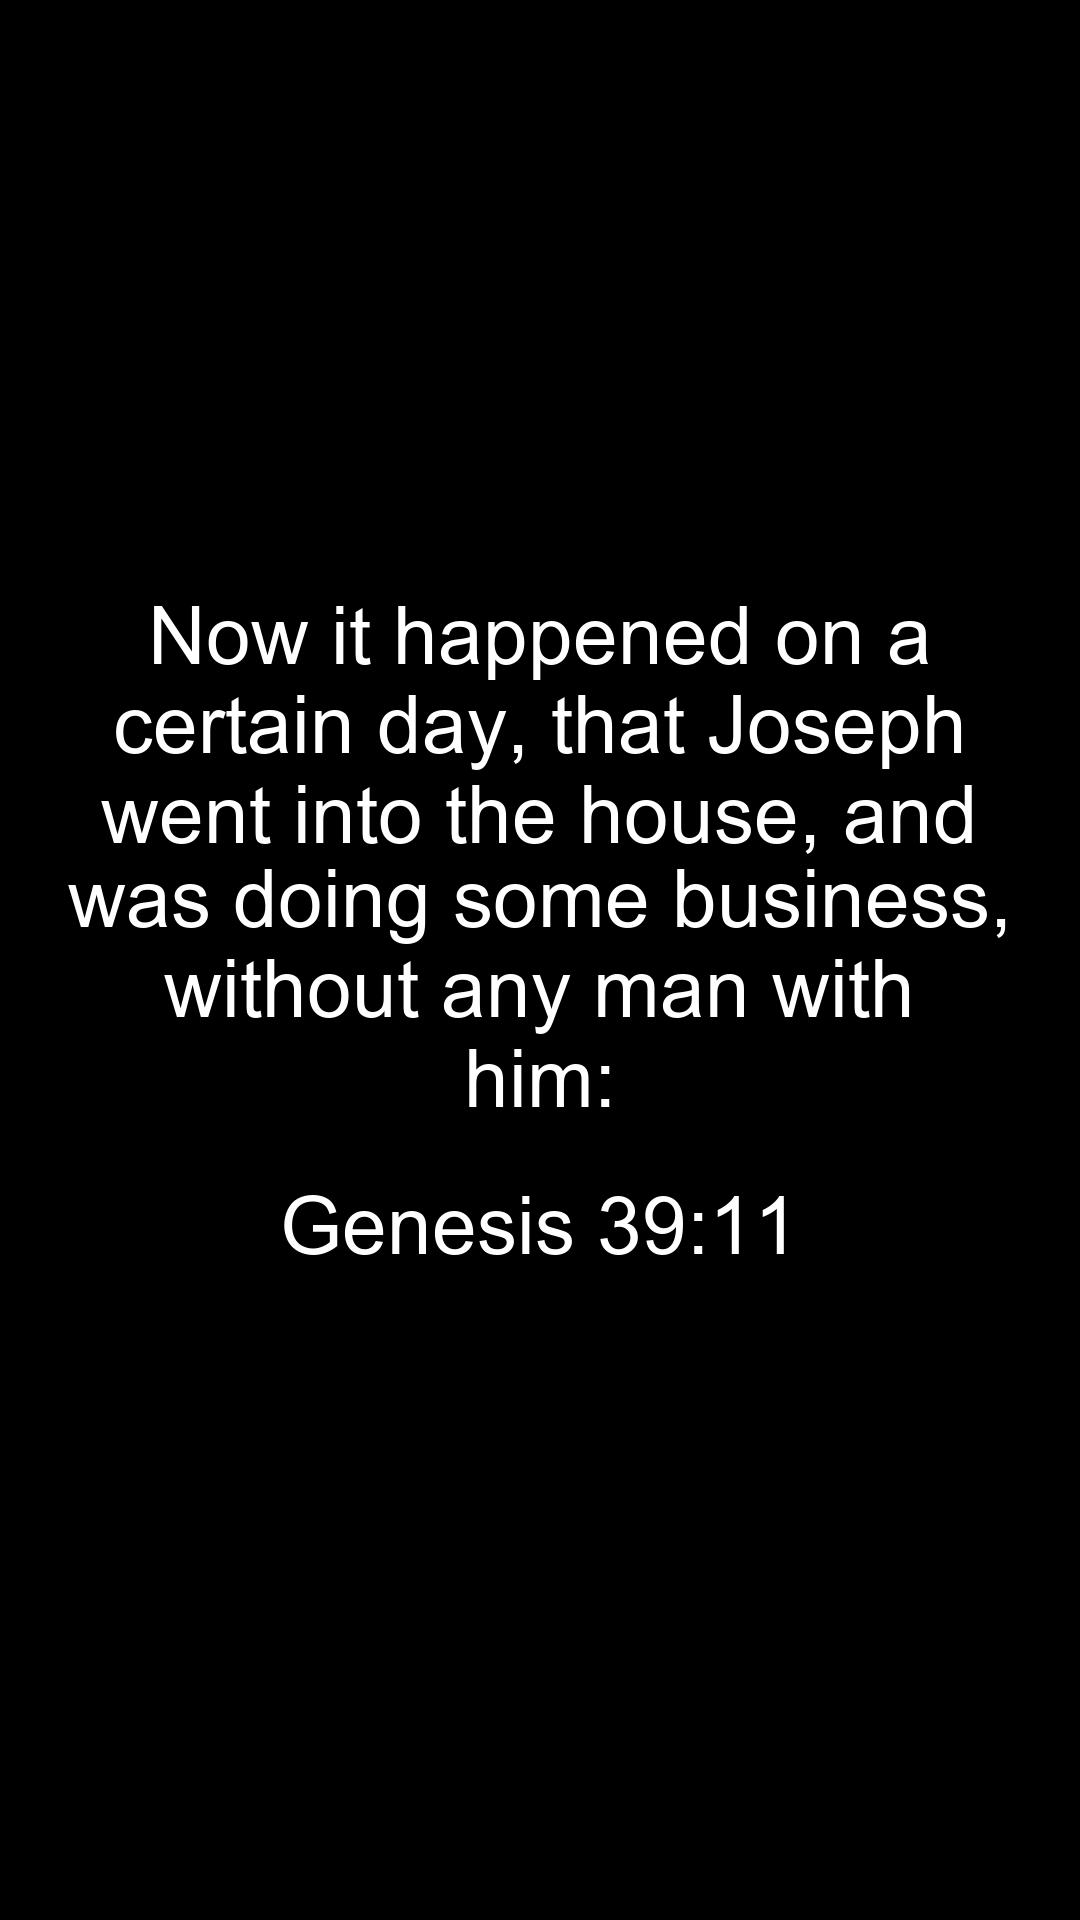 Now it happened on a
certain day, that Joseph
went into the house, and
was doing some business,
without any man with
him:
Genesis 39:11